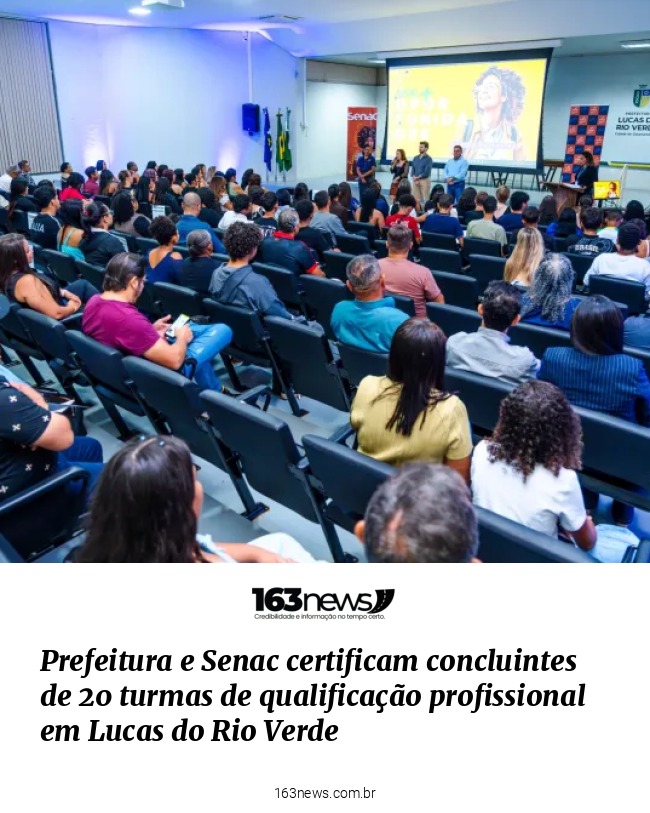 Senac
PREFEITURA
LUCAS D
RIO VERDE
163news
Credibilidade e informação no tempo certo.
Prefeitura e Senac certificam concluintes
de 20 turmas de qualificação profissional
em Lucas do Rio Verde
163news.com.br